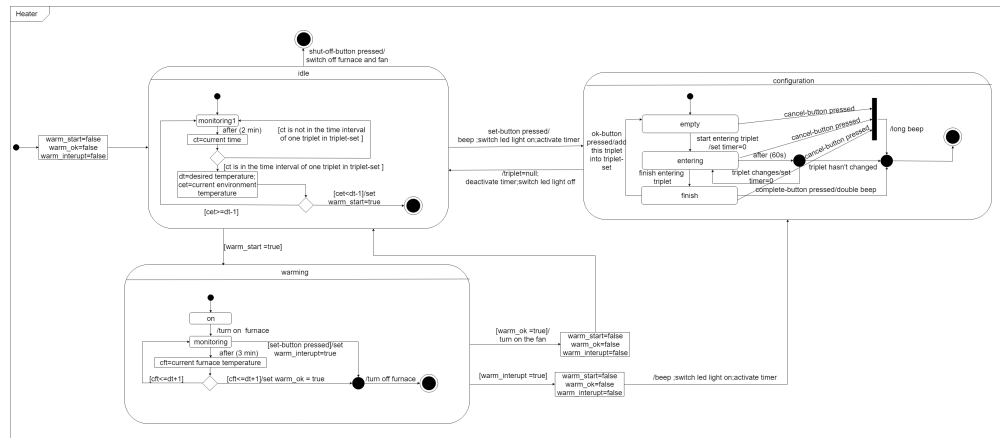 Heater
shut-off-button pressed/
switch off furnace and fan
idle
monitoring1
after (2 min)
ct=current time
[ct is not in the time interval
of one triplet in triplet-set ]
[ct is in the time interval of one triplet in triplet-set ]
dt=desired temperature;
cet=current environment
temperature
[cet<dt-1]/set
warm_start=true
[cet>=dt-1]
warm_start=false
warm_ok=false
warm_interupt=false
set-button pressed/
beep ;switch led light on;activate timer
/triplet=null;
deactivate timer;switch led light off
configuration
empty
cancel-button pressed
start entering triplet
/set timer=0
cancel-button pressed
cancel-button pressed
/long beep
ok-button
pressed/add
this triplet
into triplet-
set
entering
after (60s)
triplet changes/set
timer=0
triplet hasn't changed
finish entering
triplet
finish
complete-button pressed/double beep
[warm_start =true]
warming
on
/turn on furnace
monitoring
[set-button pressed]/set
warm_interupt=true
after (3 min)
cft=current furnace temperature
[cft<=dt+1]
[cft<=dt+1]/set warm_ok = true
/turn off furnace
[warm_ok =true]/
turn on the fan
warm_start=false
warm_ok=false
warm_interupt=false
[warm_interupt =true]
warm_start=false
warm_ok=false
warm_interupt=false
/beep ;switch led light on;activate timer